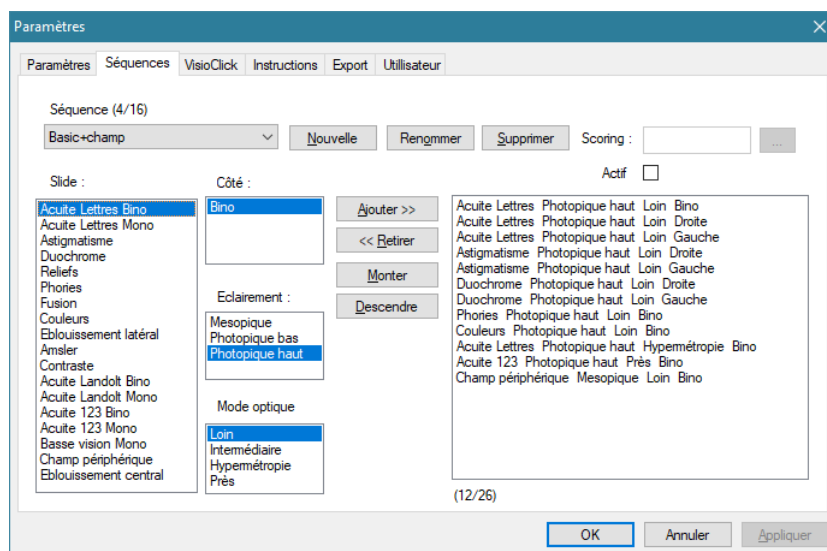 Paramètres
Paramètres Séquences VisioClick Instructions Export Utilisateur
Séquence (4/16)
Basic+champ Nouvelle Renommer Supprimer Scoring : ...
Actif
Slide :
Acuite Lettres Bino
Acuite Lettres Mono
Astigmatisme
Duochrome
Reliefs
Phories
Fusion
Couleurs
Eblouissement latéral
Amsler
Contraste
Acuite Landolt Bino
Acuite Landolt Mono
Acuite 123 Bino
Acuite 123 Mono
Basse vision Mono
Champ périphérique
Eblouissement central
Côté :
Bino
Eclairement :
Mesopique
Photopique bas
Photopique haut
Mode optique
Loin
Intermédiaire
Hypermétropie
Près
Ajouter >>
<< Retirer
Monter
Descendre
Acuite Lettres Photopique haut Loin Bino
Acuite Lettres Photopique haut Loin Droite
Acuite Lettres Photopique haut Loin Gauche
Astigmatisme Photopique haut Loin Droite
Astigmatisme Photopique haut Loin Gauche
Duochrome Photopique haut Loin Droite
Duochrome Photopique haut Loin Gauche
Phories Photopique haut Loin Bino
Couleurs Photopique haut Loin Bino
Acuite Lettres Photopique haut Hypermétropie Bino
Acuite 123 Photopique haut Près Bino
Champ périphérique Mesopique Loin Bino
(12/26)
OK Annuler Appliquer